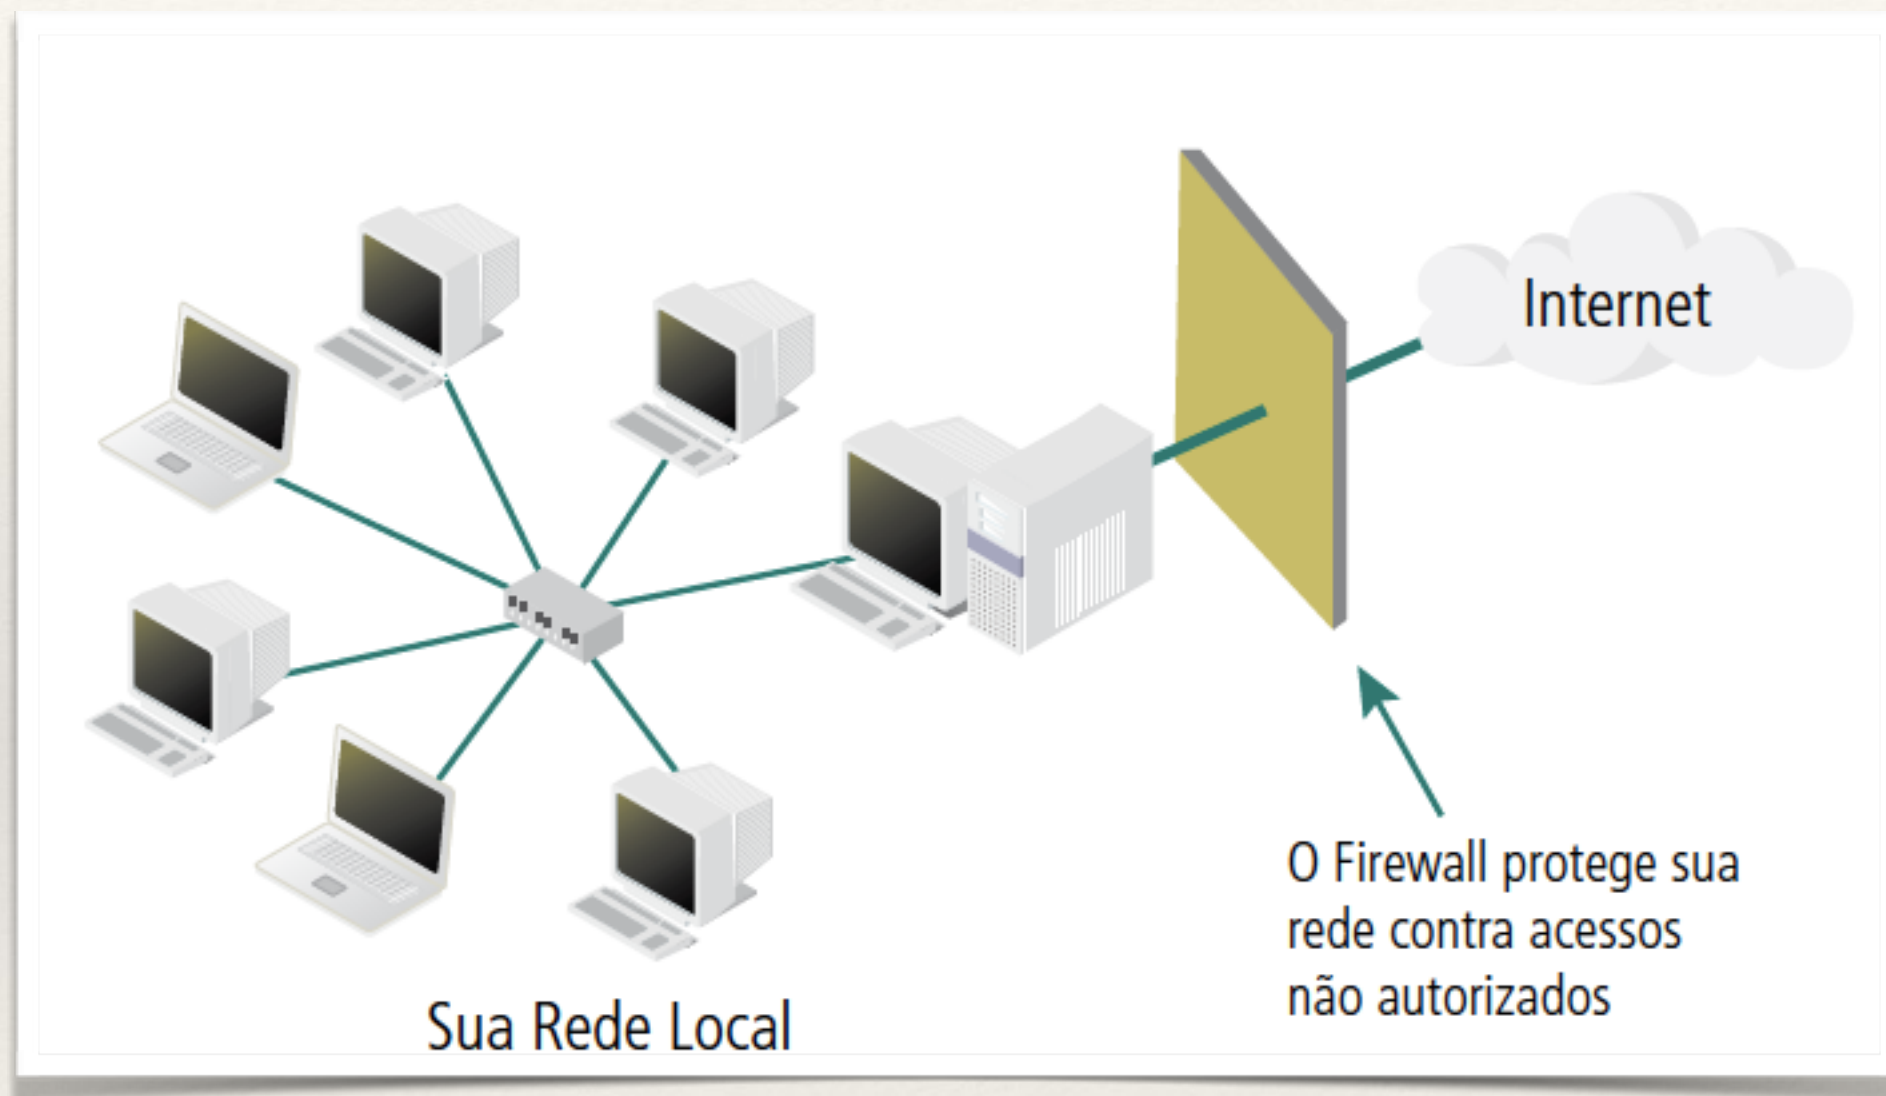 Internet
O Firewall protege sua
rede contra acessos
não autorizados
Sua Rede Local